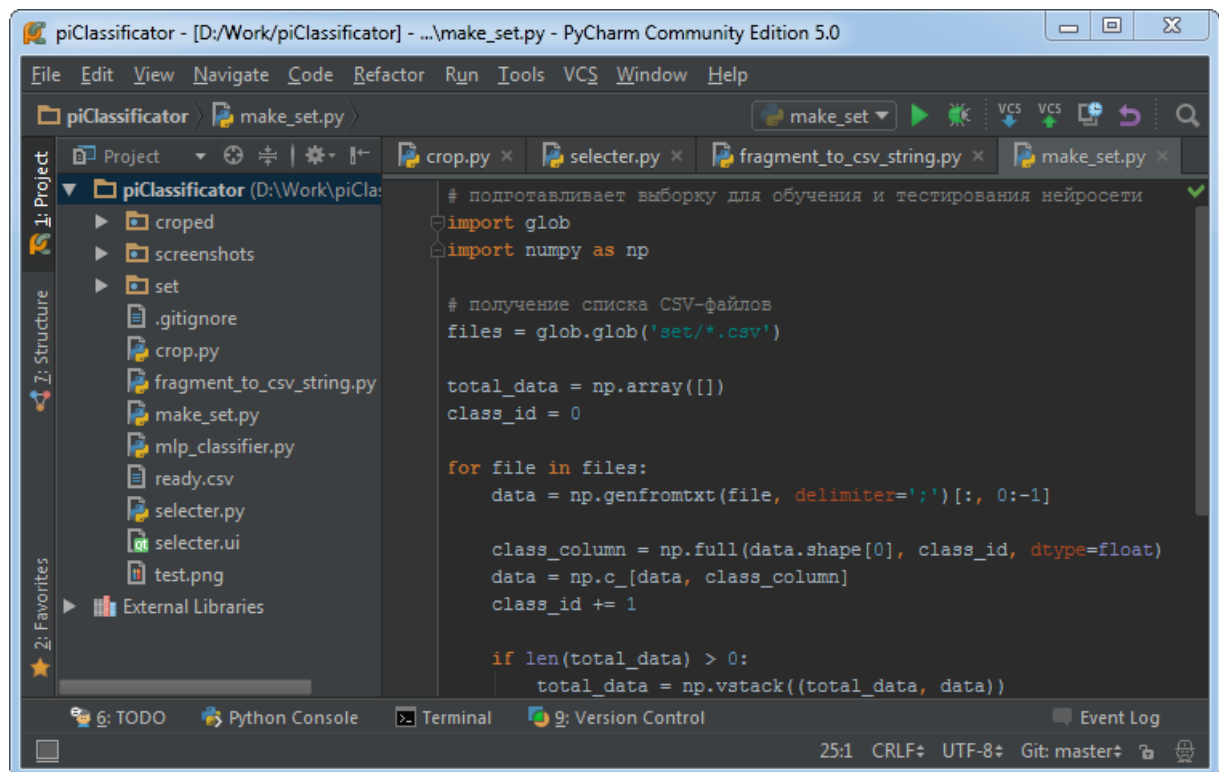 piClassificator - [D:/Work/piClassificator] - ...\make_set.py - PyCharm Community Edition 5.0
File Edit View Navigate Code Refactor Run Tools VCS Window Help
piClassificator make_set.py make_set VCS VCS
1: Project
7: Structure
2: Favorites
Project
piClassificator (D:\Work\piClas
croped
screenshots
set
.gitignore
crop.py
fragment_to_csv_string.py
make_set.py
mlp_classifier.py
ready.csv
selecter.py
selecter.ui
test.png
External Libraries
crop.py selecter.py fragment_to_csv_string.py make_set.py
# подготавливает выборку для обучения и тестирования нейросети
import glob
import numpy as np
# получение списка CSV-файлов
files = glob.glob('set/*.csv')
total_data = np.array([])
class_id = 0
for file in files:
data = np.genfromtxt(file, delimiter=';')[:, 0:-1]
class_column = np.full(data.shape[0], class_id, dtype=float)
data = np.c_[data, class_column]
class_id += 1
if len(total_data) > 0:
total_data = np.vstack((total_data, data))
6: TODO Python Console Terminal 9: Version Control Event Log
25:1 CRLF UTF-8 Git: master